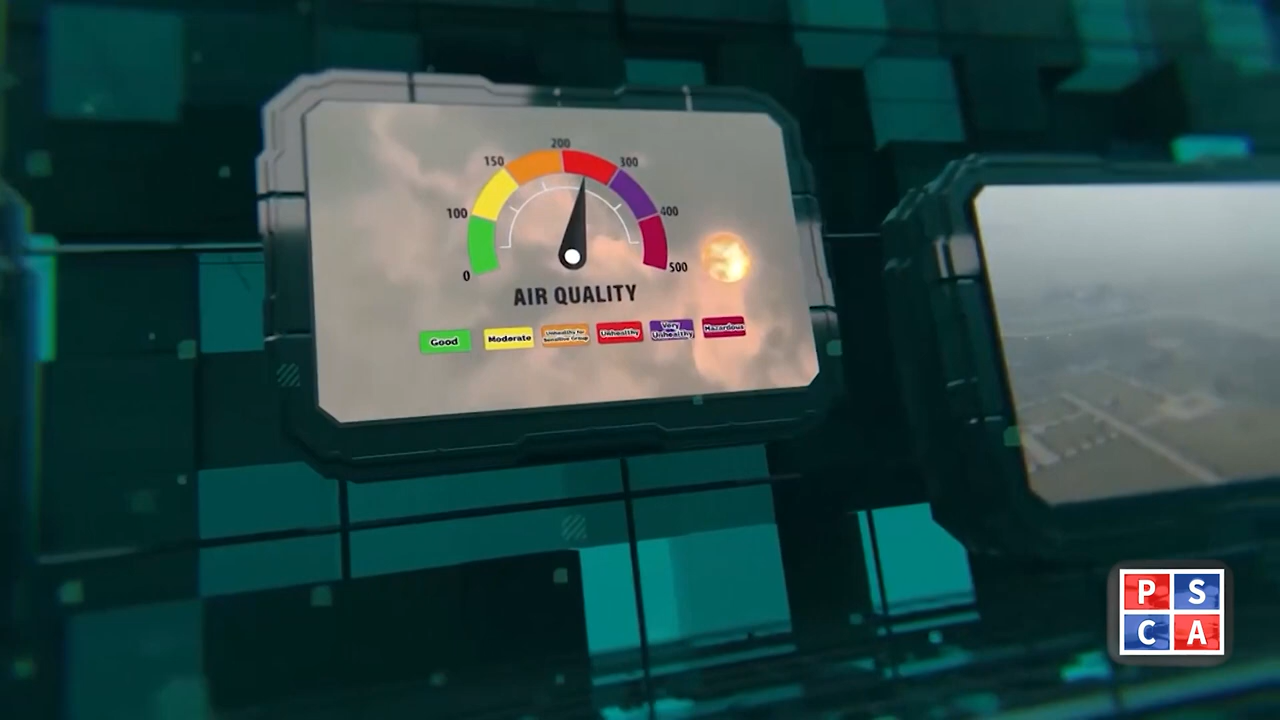 200
150
300
100
400
0
500
AIR QUALITY
Good
Moderate
Unhealthy for
Sensitive Group
Unhealthy
Very
Unhealthy
Hazardous
P S
C A